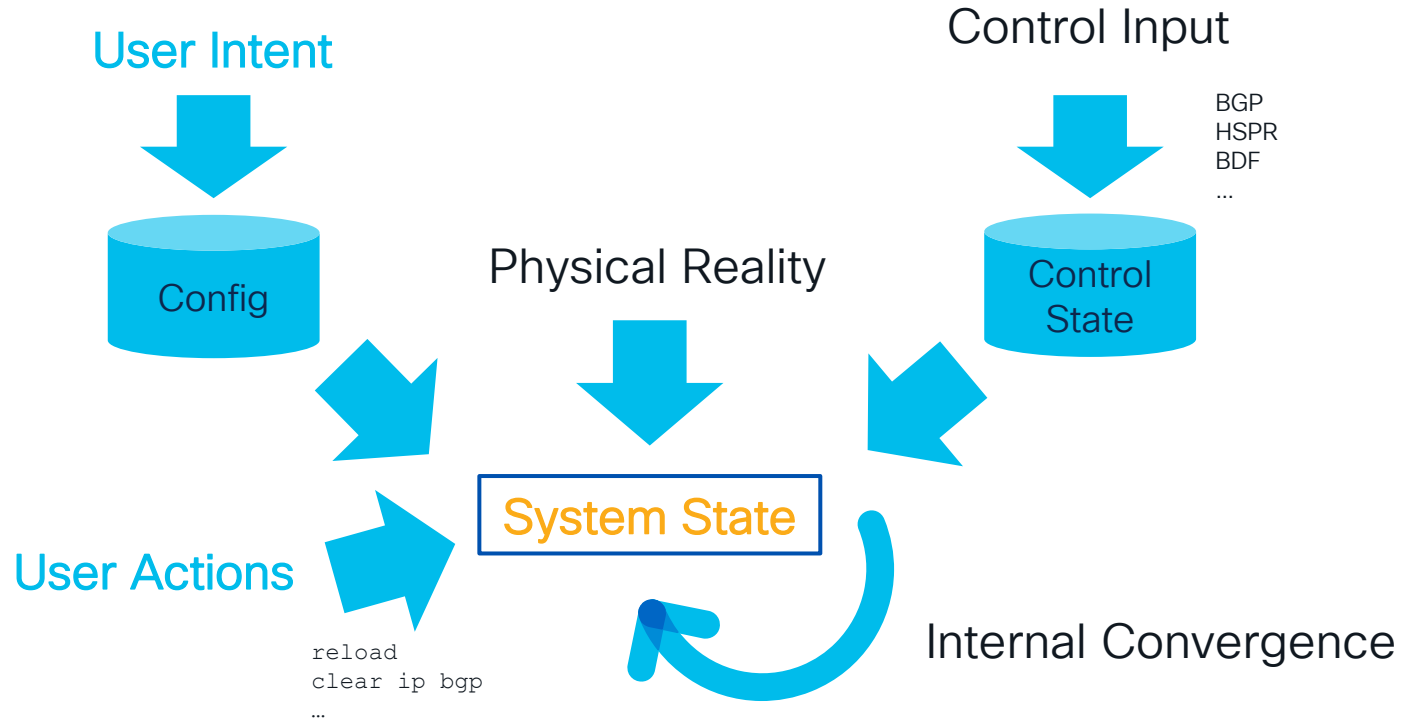 User Intent
Control Input
BGP
HSPR
BDF
...
Config
Physical Reality
Control
State
System State
User Actions
reload
clear ip bgp
…
Internal Convergence